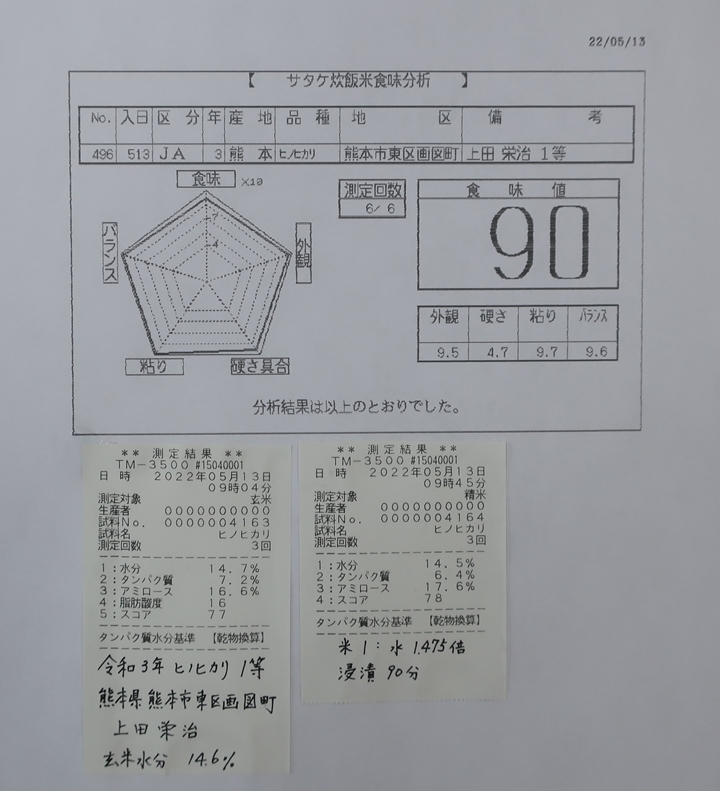 22/05/13
【 サタケ炊飯米食味分析 】
No. 入日 区分 年 産地 品種 地区 備考
496 513 JA 3 熊本 ヒノヒカリ 熊本市東区画図町 上田 栄治 1等
食味 ×10
7
4
バランス
外観
粘り
硬さ具合
測定回数
6/ 6
食味値
90
外観 硬さ 粘り バランス
9.5 4.7 9.7 9.6
分析結果は以上のとおりでした。
** 測定結果 **
TM-3500 #15040001
日 時 2022年05月13日
09時04分
測定対象 玄米
生産者 00000000000
試料No. 0000004163
試料名 ヒノヒカリ
測定回数 3回
1:水分 14.7%
2:タンパク質 7.2%
3:アミロース 16.6%
4:脂肪酸度 16
5:スコア 77
タンパク質水分基準 【乾物換算】
令和3年 ヒノヒカリ 1等
熊本県熊本市東区画図町
上田 栄治
玄米水分 14.6%
** 測定結果 **
TM-3500 #15040001
日 時 2022年05月13日
09時45分
測定対象 精米
生産者 00000000000
試料No. 0000004164
試料名 ヒノヒカリ
測定回数 3回
1:水分 14.5%
2:タンパク質 6.4%
3:アミロース 17.6%
4:スコア 78
タンパク質水分基準 【乾物換算】
米1:水1.475倍
浸漬 90分